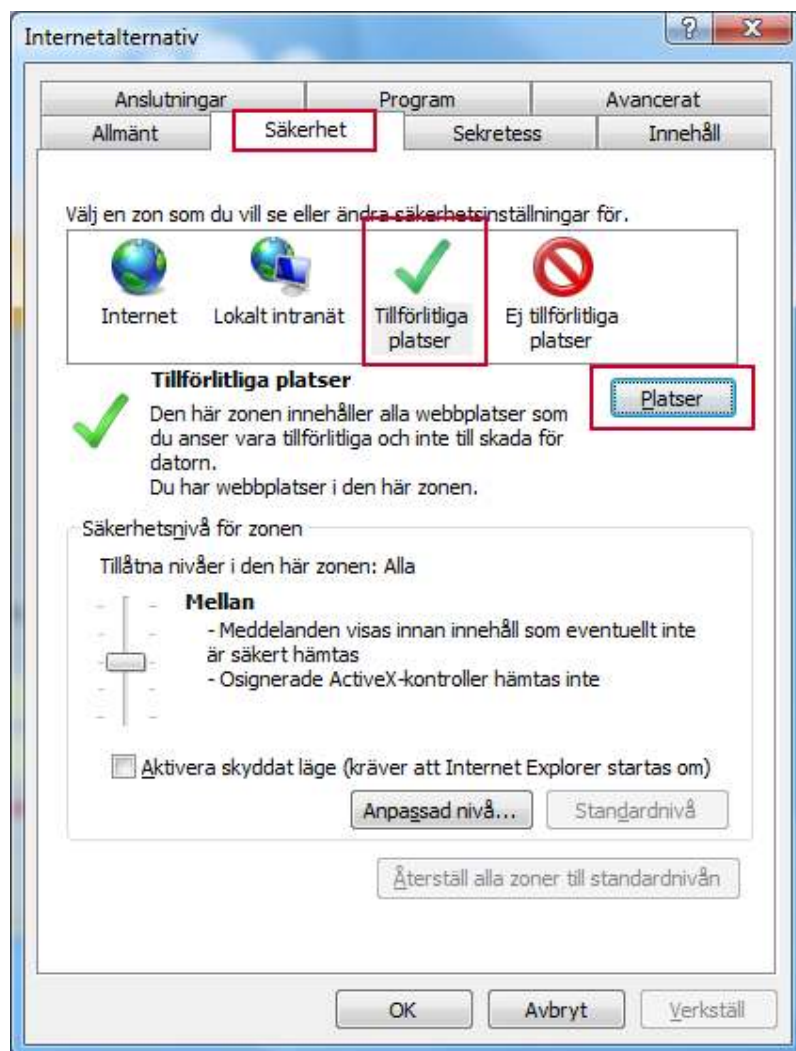 Internetalternativ
Anslutningar Program Avancerat
Allmänt Säkerhet Sekretess Innehåll
Välj en zon som du vill se eller ändra säkerhetsinställningar för.
Internet Lokalt intranät Tillförlitliga platser Ej tillförlitliga platser
Tillförlitliga platser
Platser
Den här zonen innehåller alla webbplatser som
du anser vara tillförlitliga och inte till skada för
datorn.
Du har webbplatser i den här zonen.
Säkerhetsnivå för zonen
Tillåtna nivåer i den här zonen: Alla
Mellan
- Meddelanden visas innan innehåll som eventuellt inte
är säkert hämtas
- Osignerade ActiveX-kontroller hämtas inte
Aktivera skyddat läge (kräver att Internet Explorer startas om)
Anpassad nivå... Standardnivå
Återställ alla zoner till standardnivån
OK Avbryt Verkställ